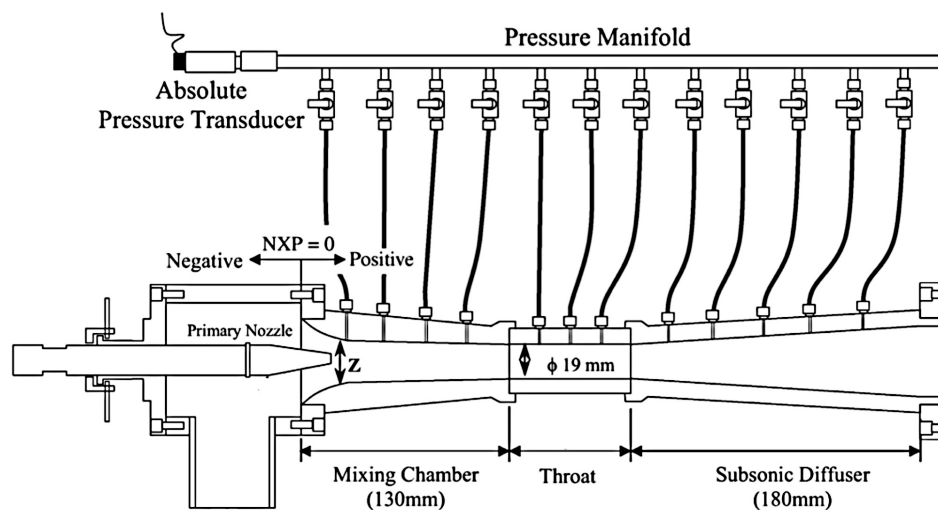 Pressure Manifold
Absolute
Pressure Transducer
NXP = 0
Negative
Positive
Primary Nozzle
Z
ϕ 19 mm
Mixing Chamber
(130mm)
Throat
Subsonic Diffuser
(180mm)